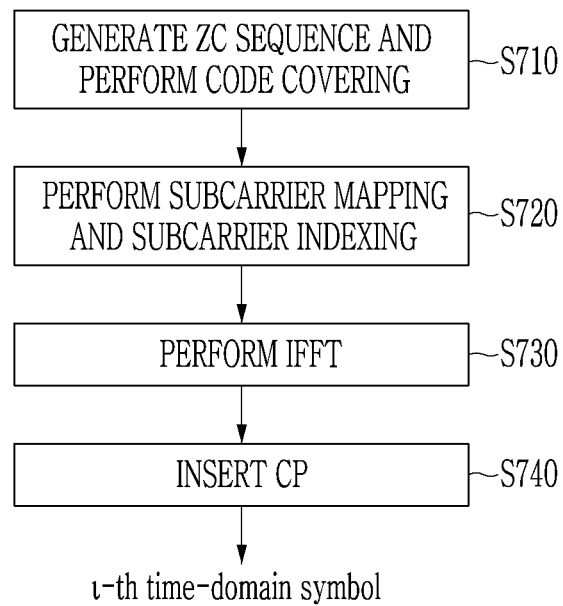 GENERATE ZC SEQUENCE AND
PERFORM CODE COVERING
S710
PERFORM SUBCARRIER MAPPING
AND SUBCARRIER INDEXING
S720
PERFORM IFFT
S730
INSERT CP
S740
ι-th time-domain symbol